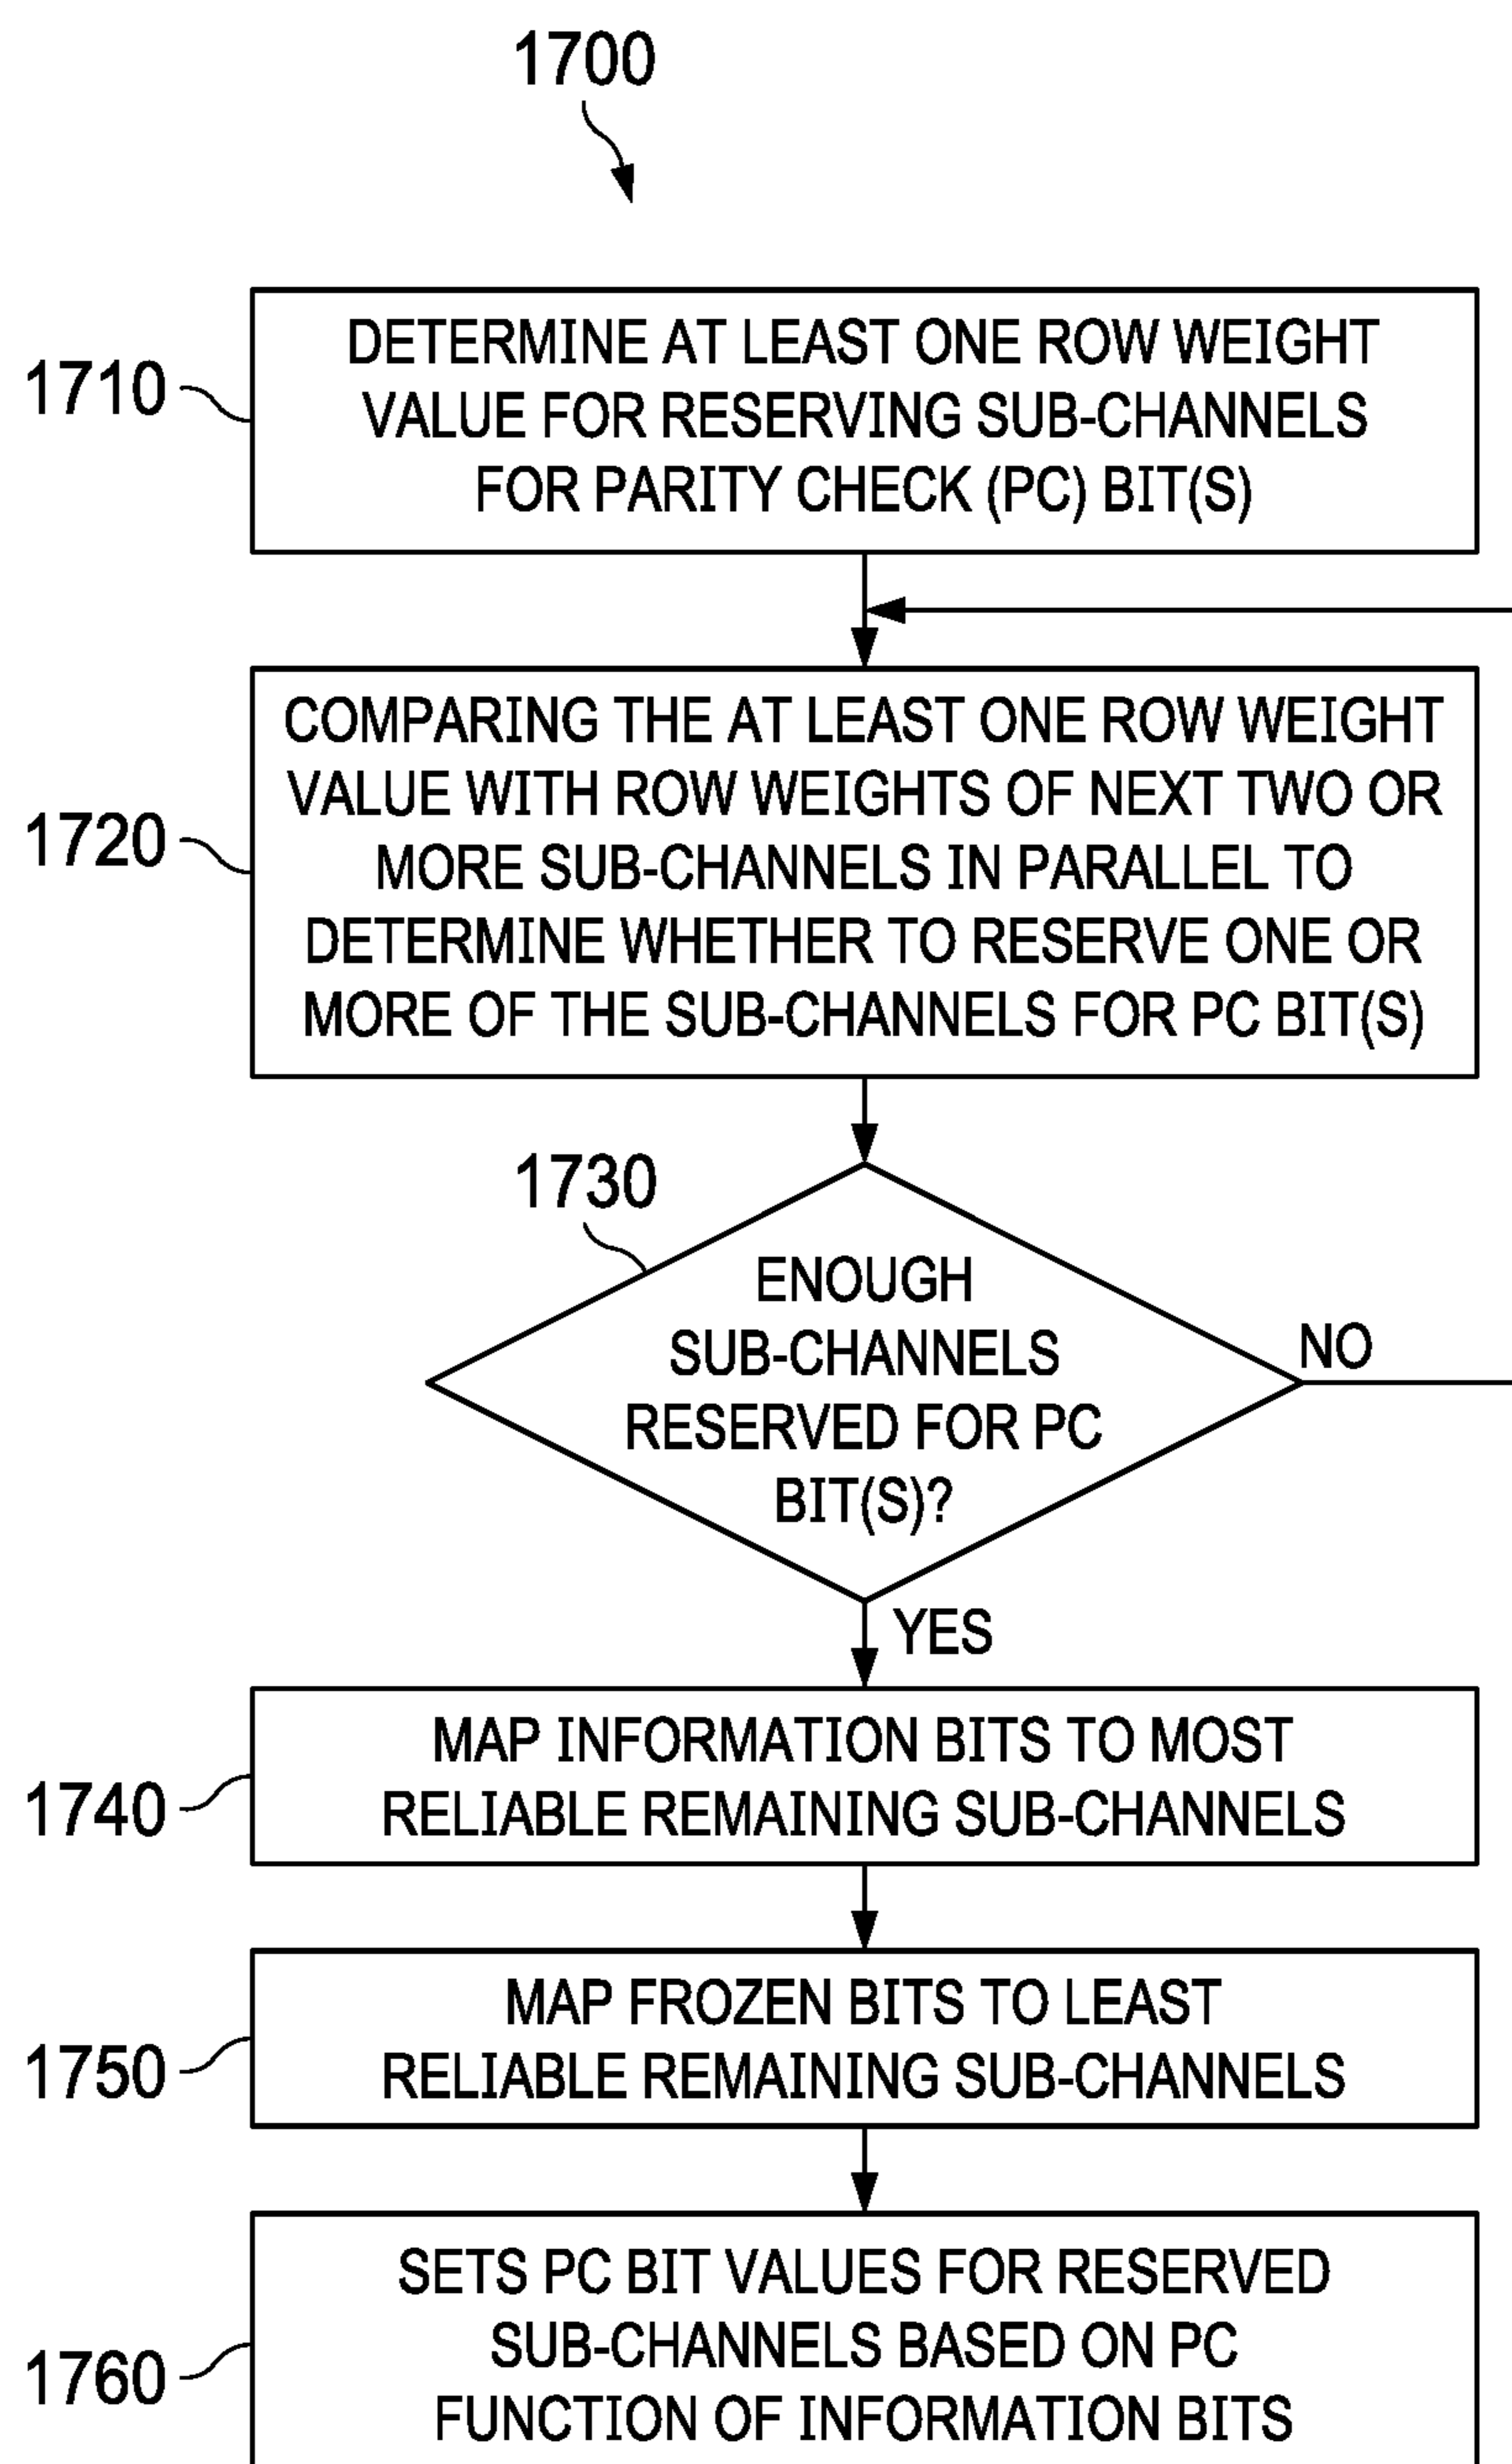 1700
1710
DETERMINE AT LEAST ONE ROW WEIGHT
VALUE FOR RESERVING SUB-CHANNELS
FOR PARITY CHECK (PC) BIT(S)
1720
COMPARING THE AT LEAST ONE ROW WEIGHT
VALUE WITH ROW WEIGHTS OF NEXT TWO OR
MORE SUB-CHANNELS IN PARALLEL TO
DETERMINE WHETHER TO RESERVE ONE OR
MORE OF THE SUB-CHANNELS FOR PC BIT(S)
1730
ENOUGH
SUB-CHANNELS
RESERVED FOR PC
BIT(S)?
NO
YES
1740
MAP INFORMATION BITS TO MOST
RELIABLE REMAINING SUB-CHANNELS
1750
MAP FROZEN BITS TO LEAST
RELIABLE REMAINING SUB-CHANNELS
1760
SETS PC BIT VALUES FOR RESERVED
SUB-CHANNELS BASED ON PC
FUNCTION OF INFORMATION BITS